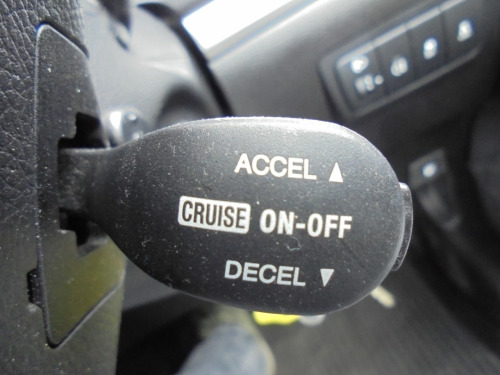 ACCEL ▲
CRUISE ON-OFF
DECEL ▼